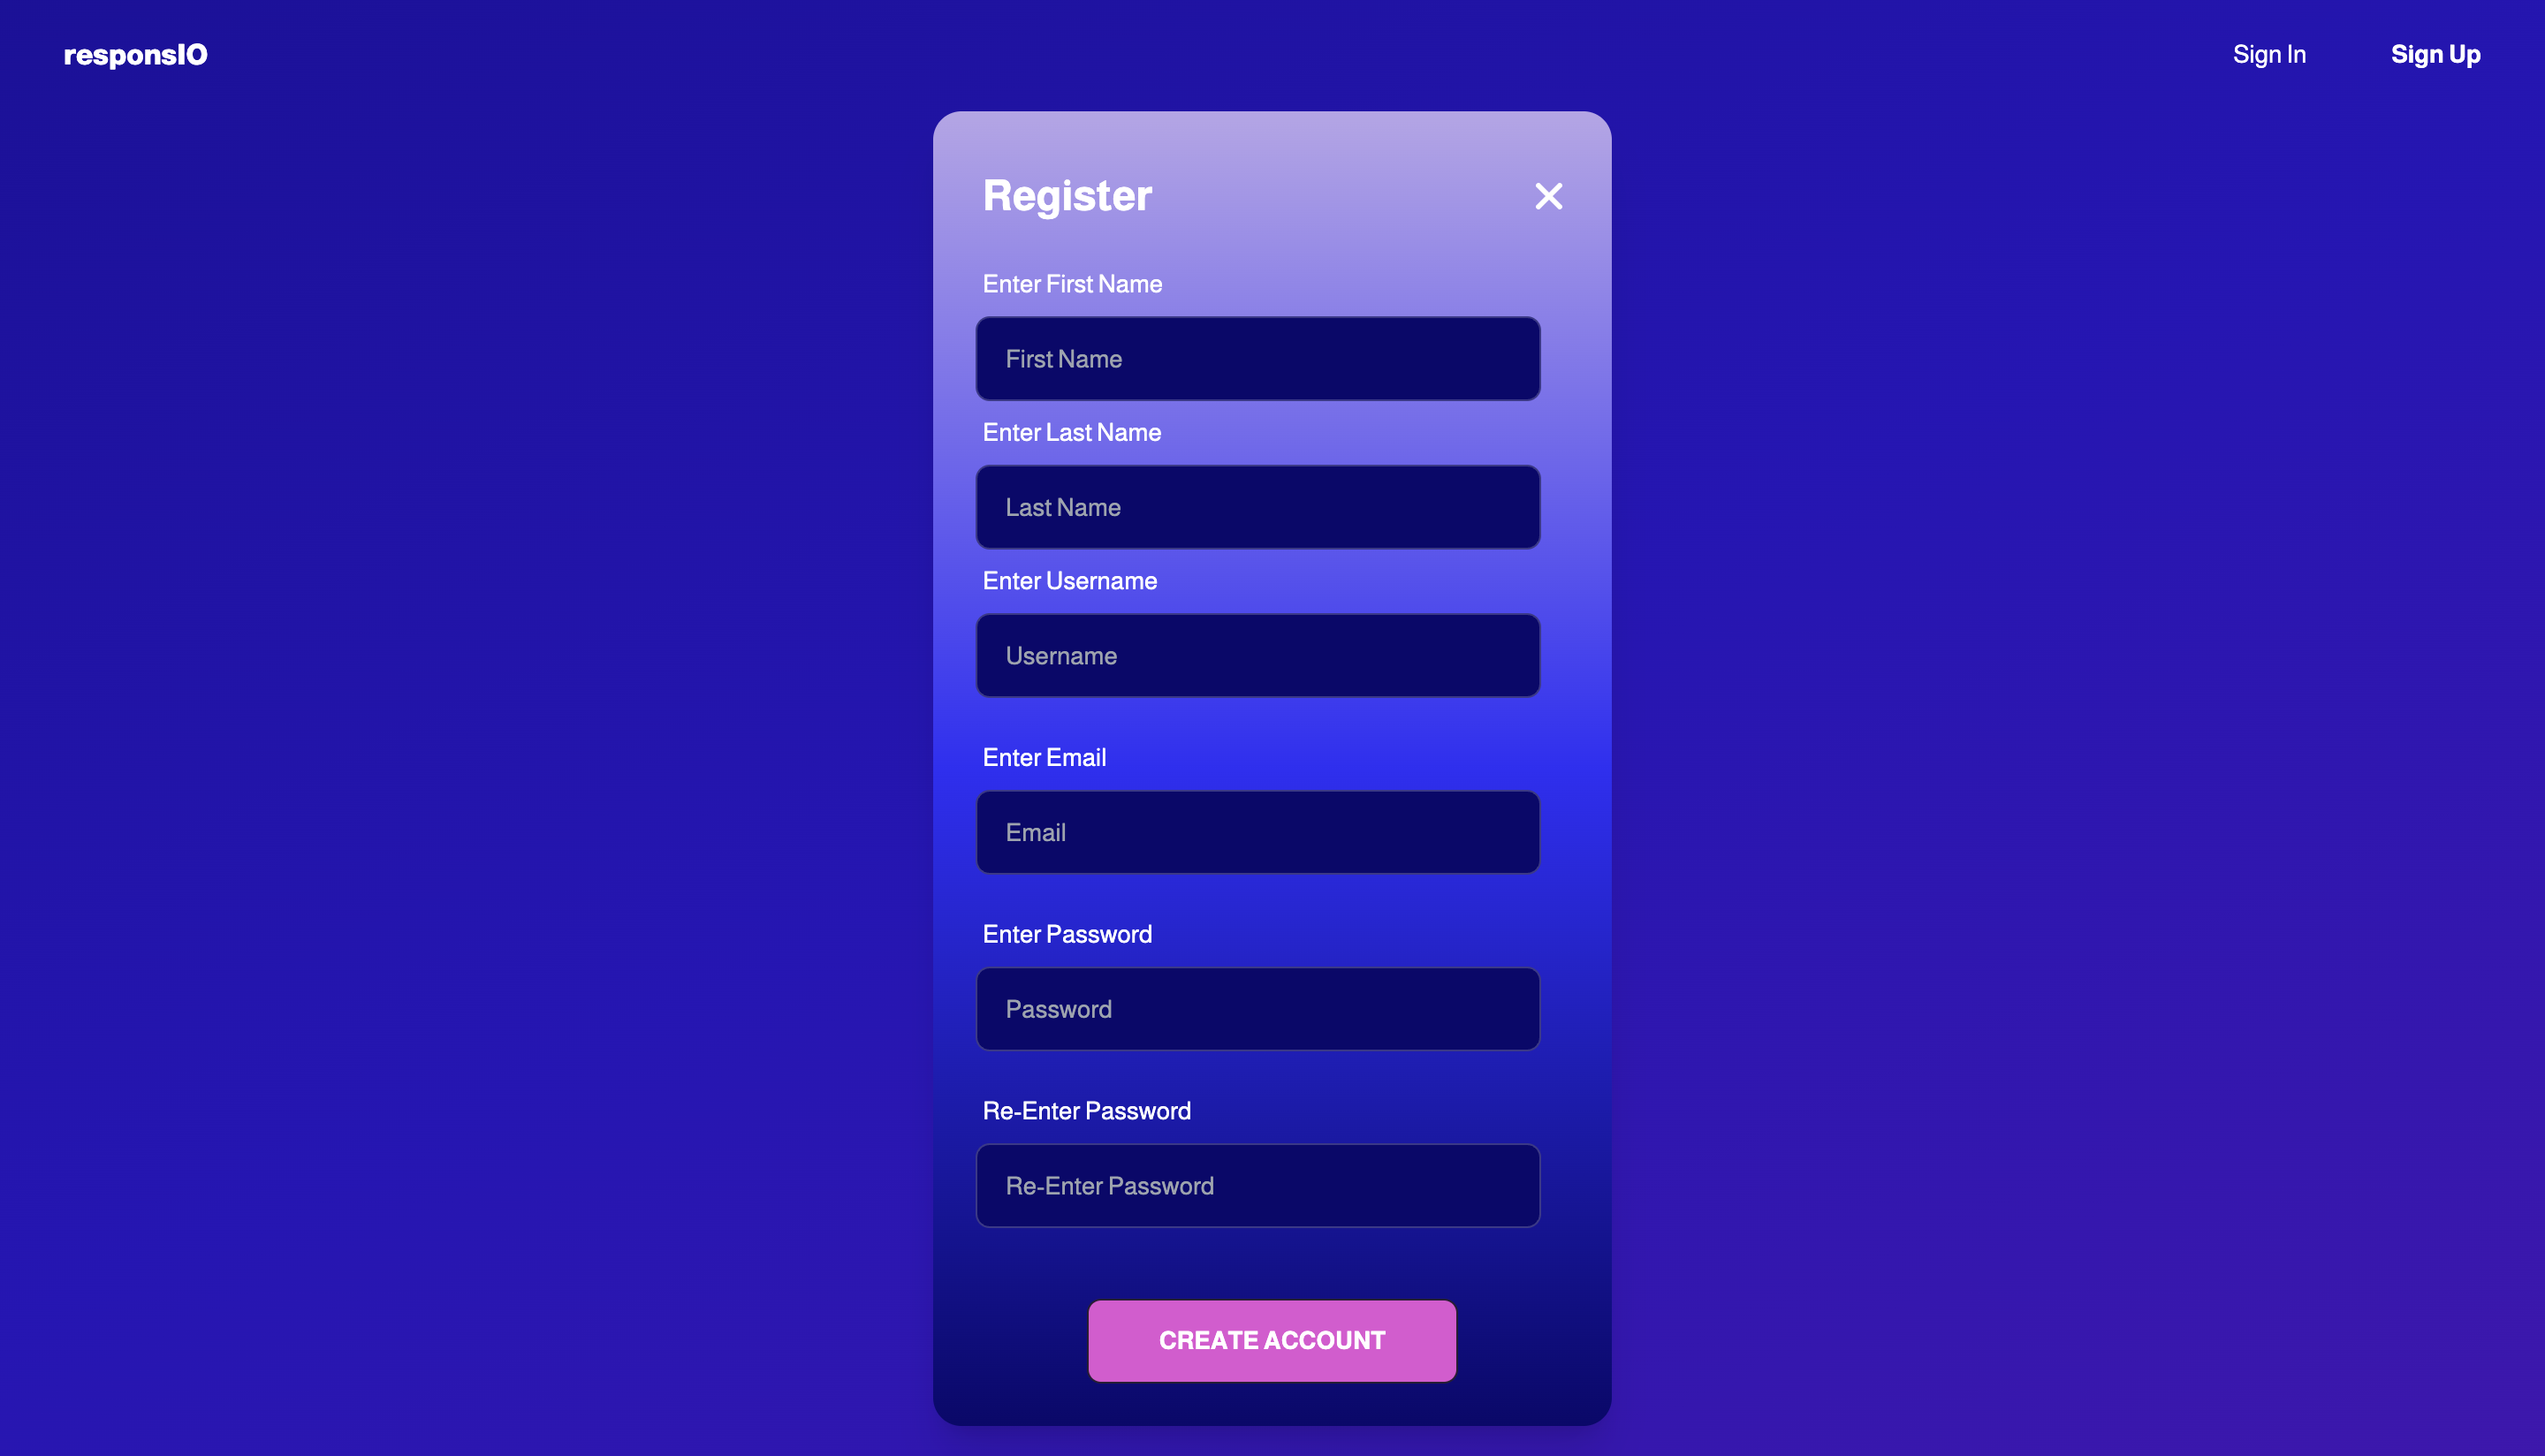 responsIO
Sign In
Sign Up
Register
Enter First Name
First Name
Enter Last Name
Last Name
Enter Username
Username
Enter Email
Email
Enter Password
Password
Re-Enter Password
Re-Enter Password
CREATE ACCOUNT